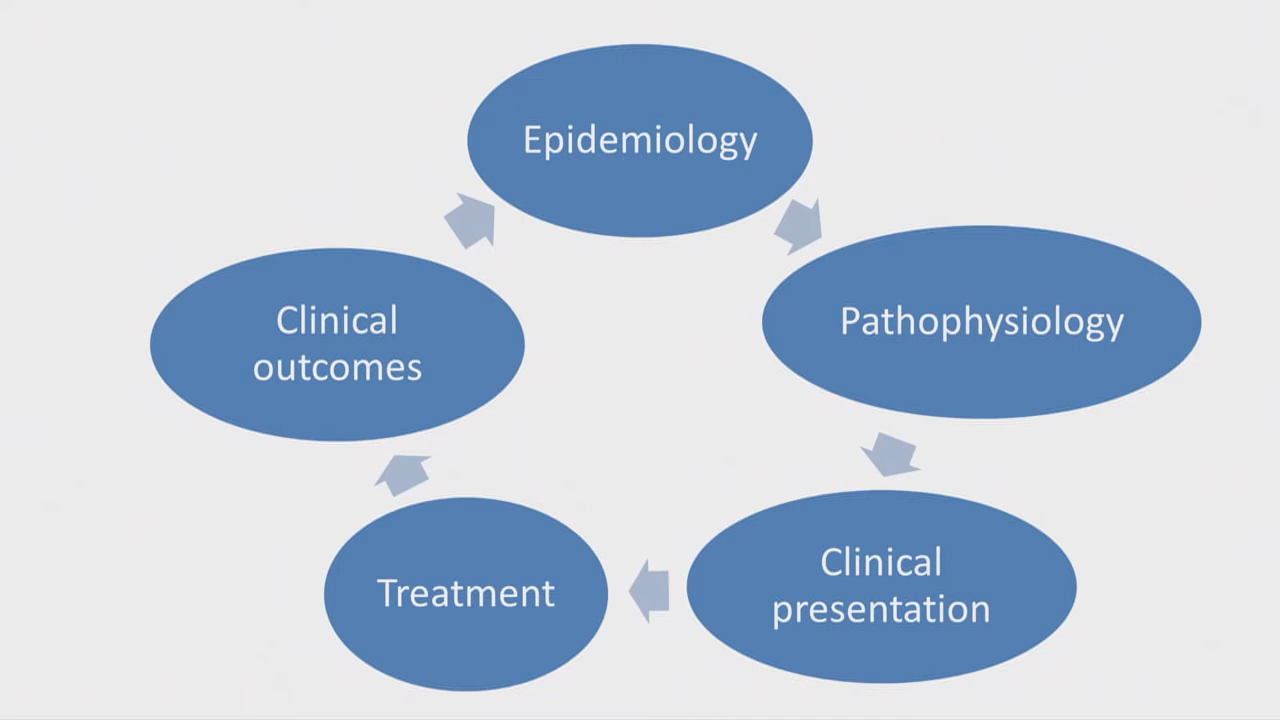 Epidemiology
Pathophysiology
Clinical
presentation
Treatment
Clinical
outcomes